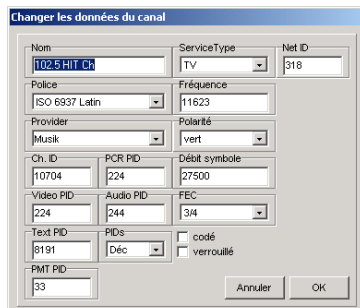 Changer les données du canal
Nom ServiceType Net ID
102.5 HIT Ch TV 318
Police Fréquence
ISO 6937 Latin 11623
Provider Polarité
Musik vert
Ch. ID PCR PID Débit symbole
10704 224 27500
Video PID Audio PID FEC
224 244 3/4
Text PID PIDs codé
8191 Déc verrouillé
PMT PID
33 Annuler OK